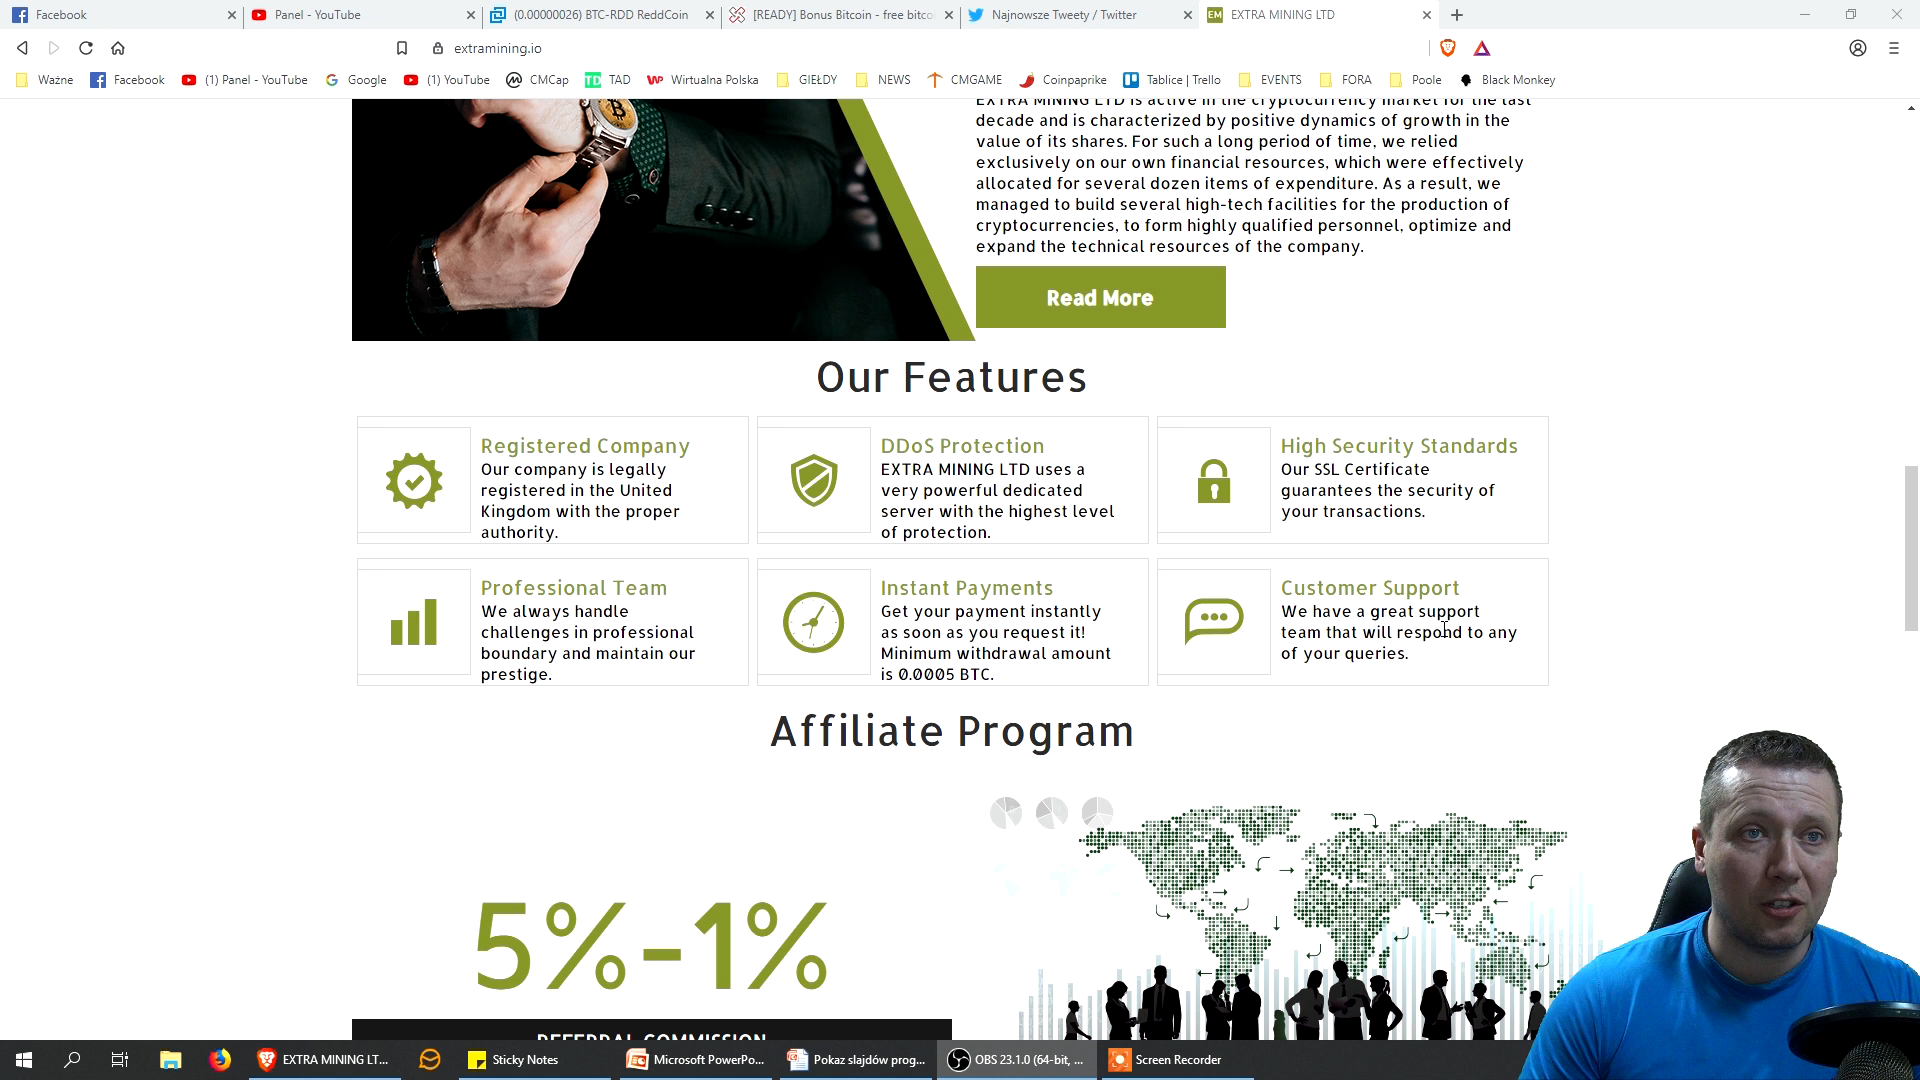 Facebook
Panel - YouTube
(0.00000026) BTC-RDD ReddCoin
[READY] Bonus Bitcoin - free bitco
Najnowsze Tweety / Twitter
EM EXTRA MINING LTD
extramining.io
Ważne
Facebook
(1) Panel - YouTube
Google
(1) YouTube
CMCap
TAD
Wirtualna Polska
GIEŁDY
NEWS
CMGAME
Coinpaprike
Tablice | Trello
EVENTS
FORA
Poole
Black Monkey
EXTRA MINING LTD is active in the cryptocurrency market for the last
decade and is characterized by positive dynamics of growth in the
value of its shares. For such a long period of time, we relied
exclusively on our own financial resources, which were effectively
allocated for several dozen items of expenditure. As a result, we
managed to build several high-tech facilities for the production of
cryptocurrencies, to form highly qualified personnel, optimize and
expand the technical resources of the company.
Read More
Our Features
Registered Company
Our company is legally
registered in the United
Kingdom with the proper
authority.
DDoS Protection
EXTRA MINING LTD uses a
very powerful dedicated
server with the highest level
of protection.
High Security Standards
Our SSL Certificate
guarantees the security of
your transactions.
Professional Team
We always handle
challenges in professional
boundary and maintain our
prestige.
Instant Payments
Get your payment instantly
as soon as you request it!
Minimum withdrawal amount
is 0.0005 BTC.
Customer Support
We have a great support
team that will respond to any
of your queries.
Affiliate Program
5%-1%
REFERRAL COMMISSION
EXTRA MINING LT...
Sticky Notes
Microsoft PowerPo...
Pokaz slajdów prog...
OBS 23.1.0 (64-bit, ...
Screen Recorder